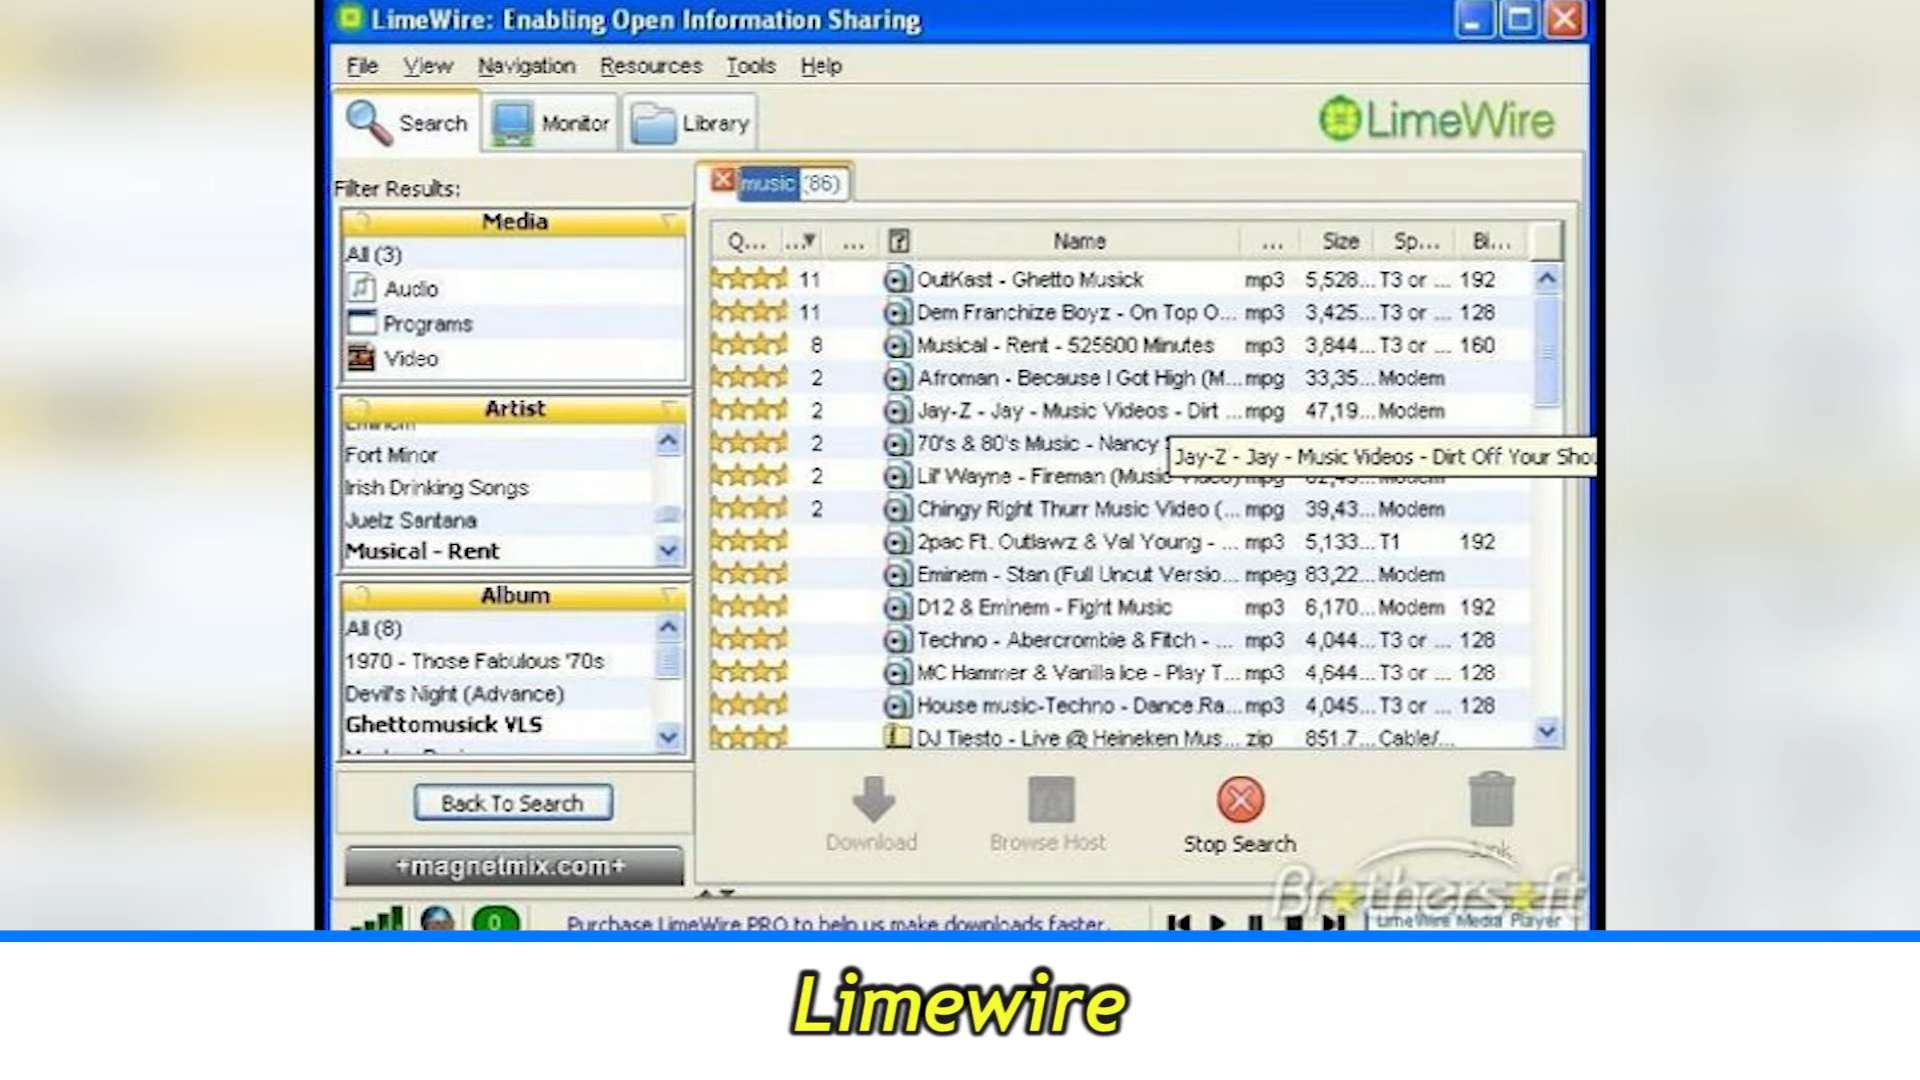 LimeWire: Enabling Open Information Sharing
File View Navigation Resources Tools Help
Search Monitor Library
LimeWire
Filter Results:
music (86)
Media
All (3)
Audio
Programs
Video
Artist
Eminem
Fort Minor
Irish Drinking Songs
Juelz Santana
Musical - Rent
Album
All (8)
1970 - Those Fabulous '70s
Devil's Night (Advance)
Ghettomusick VLS
Back To Search
+magnetmix.com+
Q... ... ... ? Name ... Size Sp... Bi...
11 OutKast - Ghetto Musick mp3 5,528... T3 or ... 192
11 Dem Franchize Boyz - On Top O... mp3 3,425... T3 or ... 128
8 Musical - Rent - 525600 Minutes mp3 3,844... T3 or ... 160
2 Afroman - Because I Got High (M... mpg 33,35... Modem
2 Jay-Z - Jay - Music Videos - Dirt ... mpg 47,19... Modem
2 70's & 80's Music - Nancy
Jay-Z - Jay - Music Videos - Dirt Off Your Shou
2 Lil' Wayne - Fireman (Music Video) mpg
2 Chingy Right Thurr Music Video (... mpg 39,43... Modem
2pac Ft. Outlawz & Val Young - ... mp3 5,133... T1 192
Eminem - Stan (Full Uncut Versio... mpeg 83,22... Modem
D12 & Eminem - Fight Music mp3 6,170... Modem 192
Techno - Abercrombie & Fitch - ... mp3 4,044... T3 or ... 128
MC Hammer & Vanilla Ice - Play T... mp3 4,644... T3 or ... 128
House music-Techno - Dance.Ra... mp3 4,045... T3 or ... 128
DJ Tiesto - Live @ Heineken Mus... zip 851.7... Cable/...
Download Browse Host Stop Search Junk
Brothersoft
0 Purchase LimeWire PRO to help us make downloads faster. LimeWire Media Player
Limewire